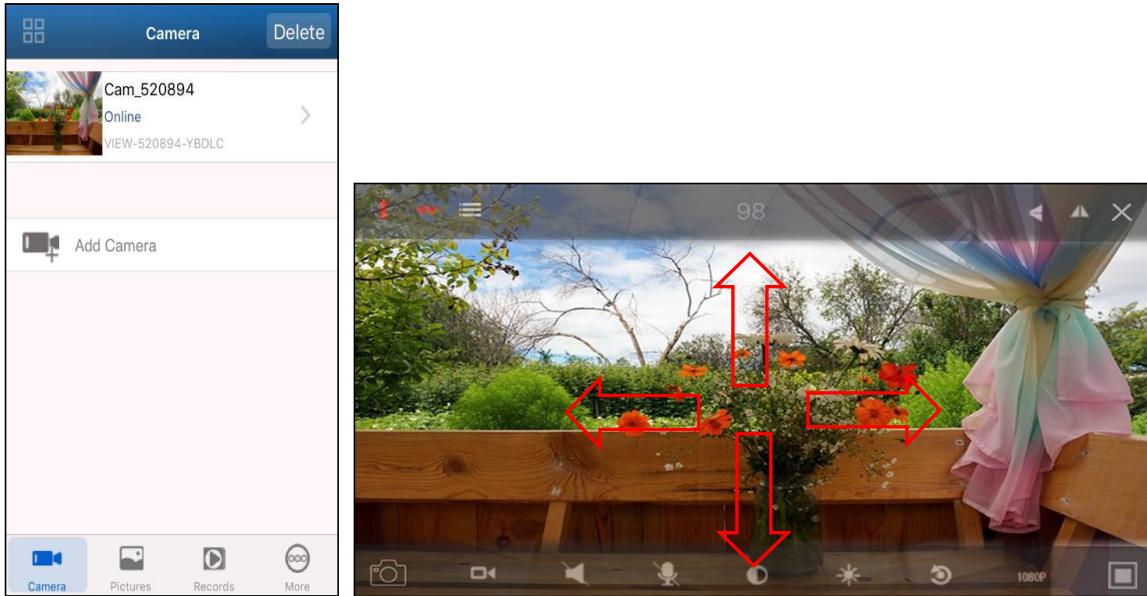 Camera
Delete
Cam_520894
Online
VIEW-520894-YBDLC
Add Camera
Camera
Pictures
Records
More
98
1080P